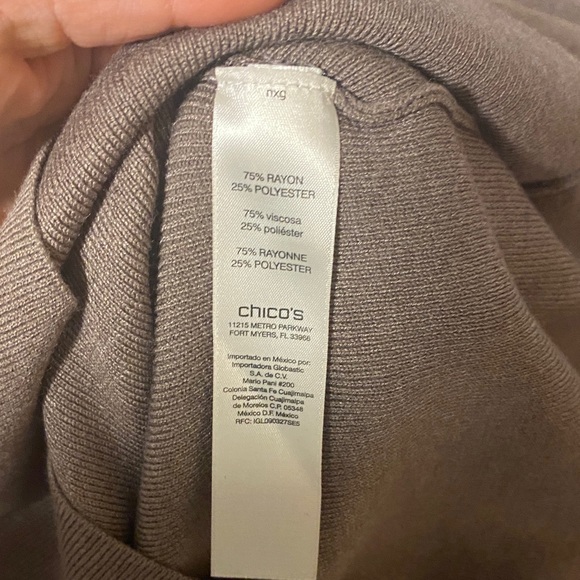 nxg
75% RAYON
25% POLYESTER
75% viscosa
25% poliéster
75% RAYONNE
25% POLYESTER
chico's
11215 METRO PARKWAY
FORT MYERS, FL 33966
Importado en México por:
Importadora Globastic
S.A. de C.V.
Mario Pani #200
Colonia Santa Fe Cuajimalpa
Delegación Cuajimalpa
de Morelos C.P. 05348
México D.F. México
RFC: IGL090327SE5